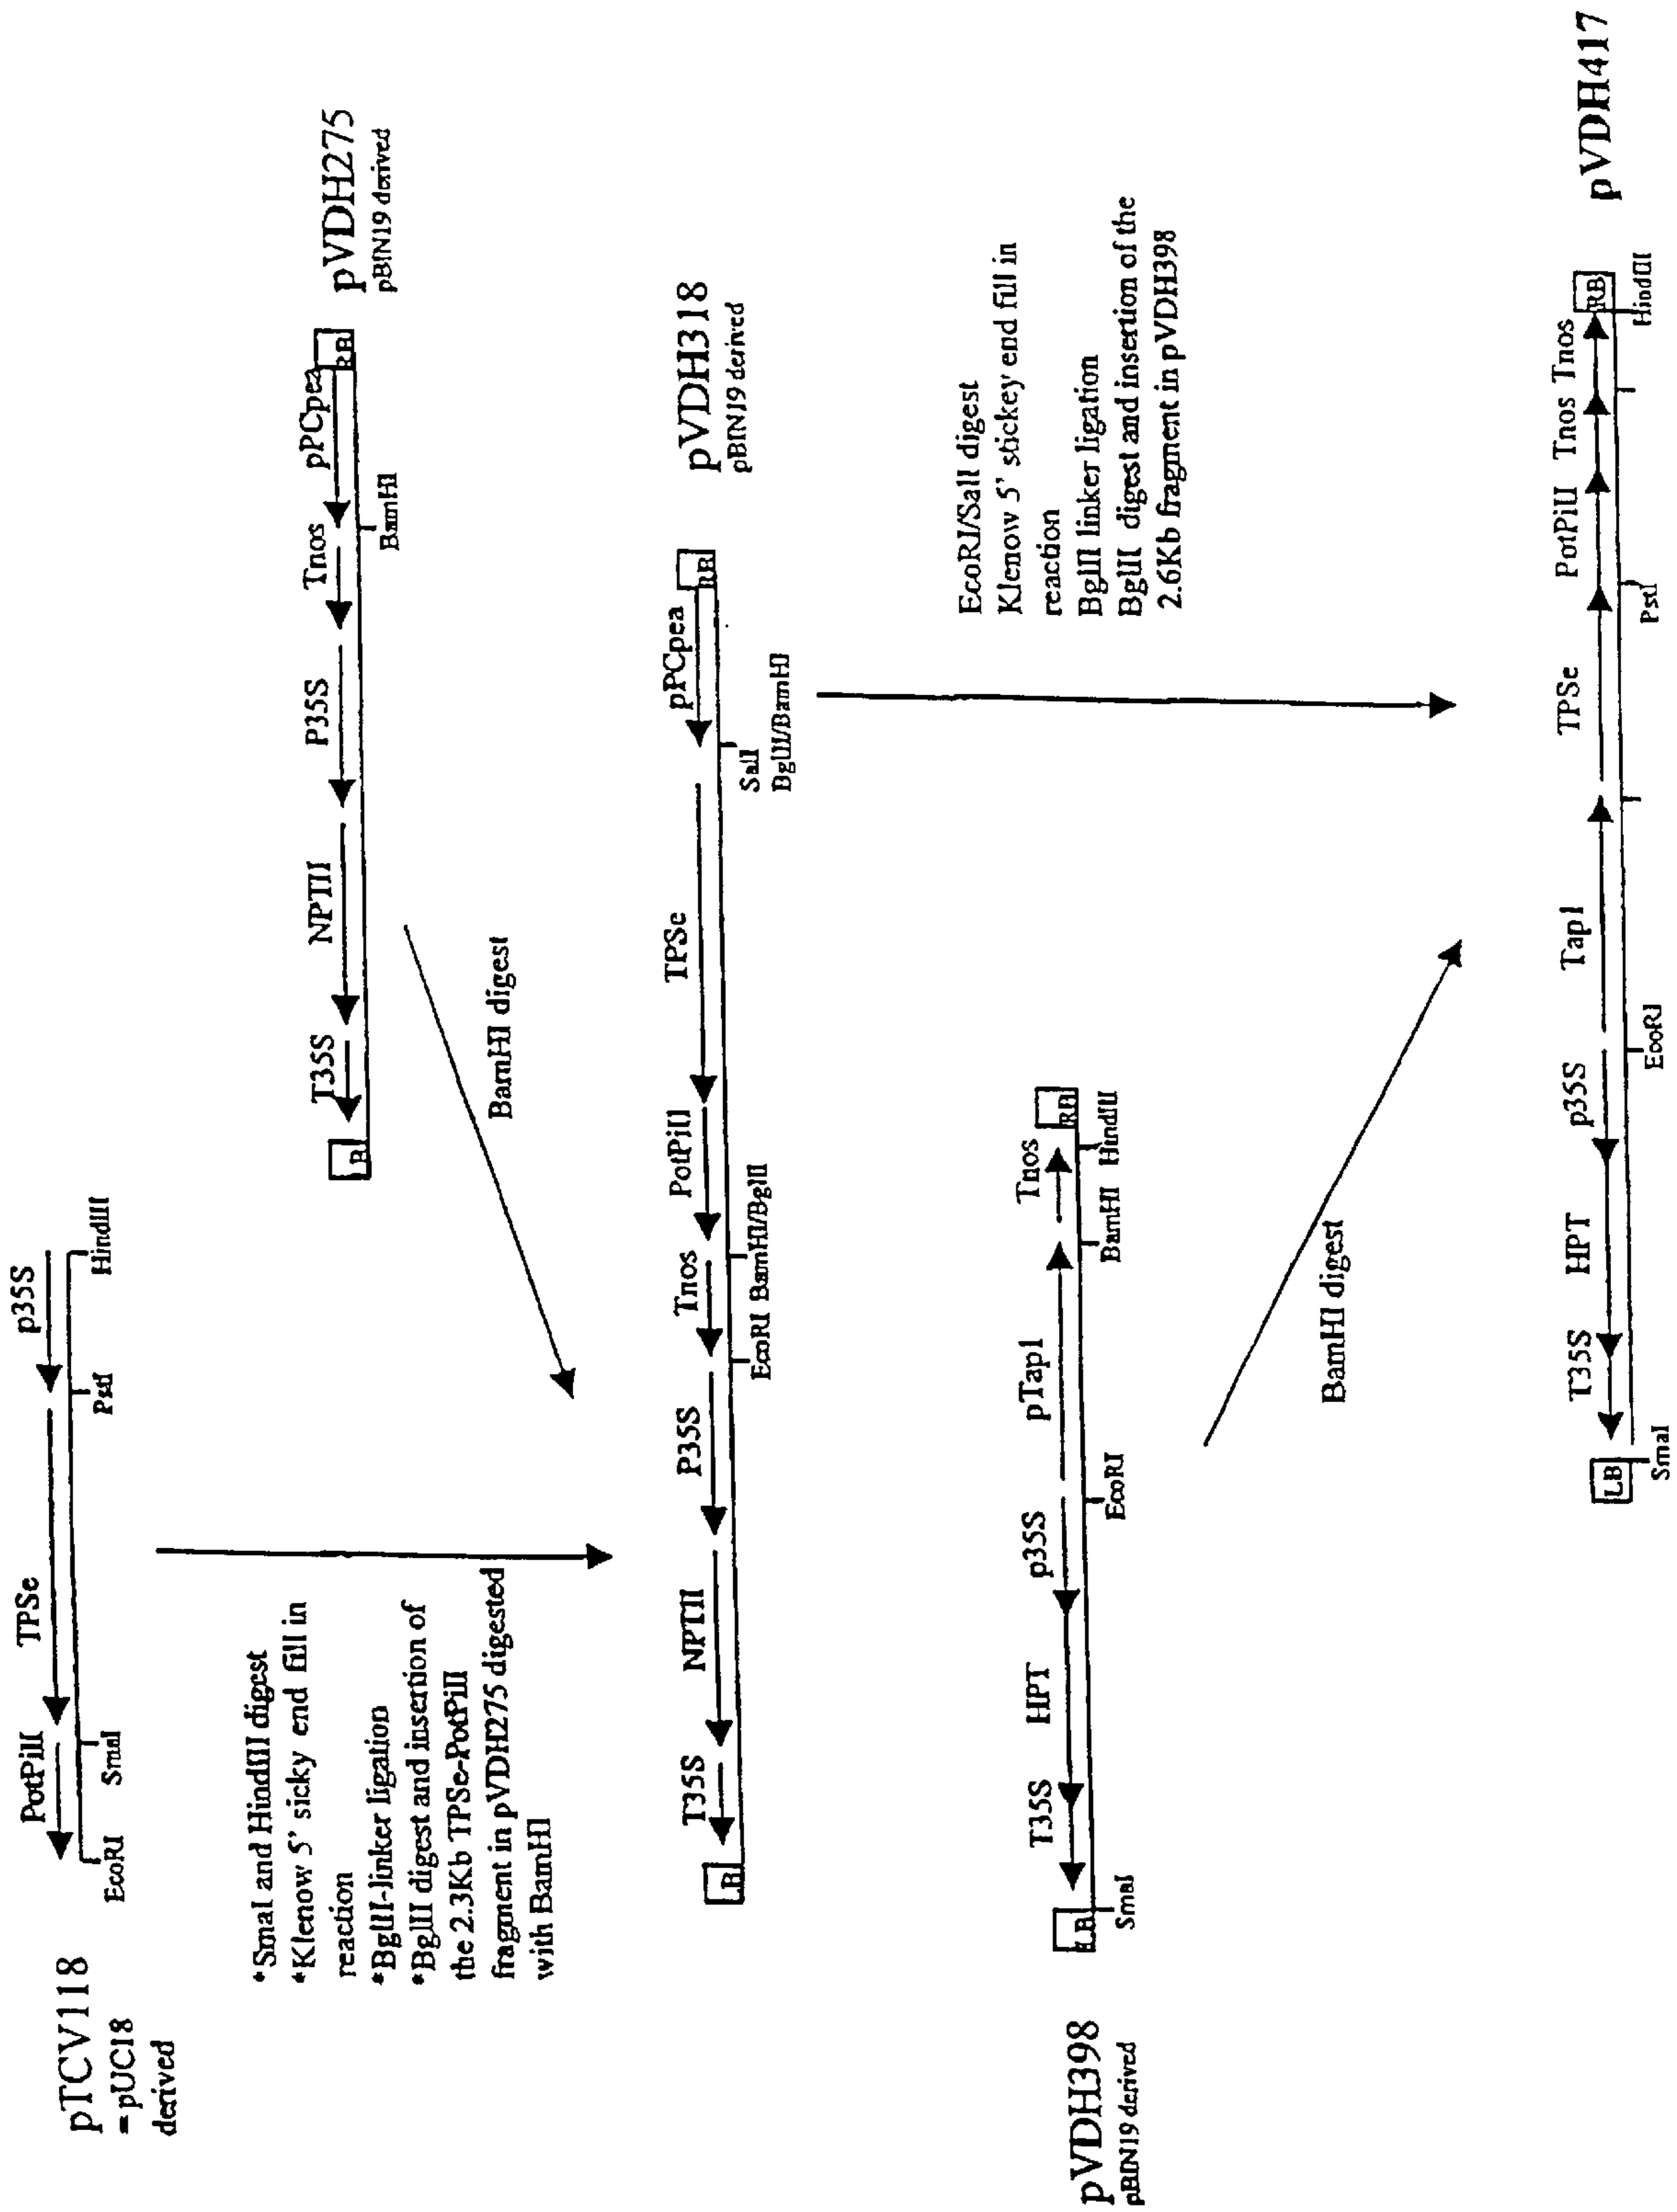 pTCV118
=pUC18
derived
PotPiII TPSe p35S
EcoRI SmaI PstI HindIII
pVDH275
pBIN19 derived
T35S NPTII P35S Tnos pPCpea
LB RB
BamHI
*SmaI and HindIII digest
*Klenow 5' sicky end fill in
reaction
*BglII-linker ligation
*BglII digest and insertion of
the 2.3Kb TPSe-PotPiII
fragment in pVDH275 digested
with BamHI
BamHI digest
pVDH318
pBIN19 derived
T35S NPTII P35S Tnos PotPiII TPSe pPCpea
LB RB
EcoRI BamHI/BglII SalI
BglII/BamHI
pVDH398
pBIN19 derived
T35S HPT p35S pTap1 Tnos
LB RB
SmaI EcoRI BamHI HindIII
EcoRI/SalI digest
Klenow 5' stickey end fill in
reaction
BglII linker ligation
BglII digest and insertion of the
2.6Kb fragment in pVDH398
BamHI digest
pVDH417
T35S HPT p35S Tap1 TPSe PotPiII Tnos Tnos
LB RB
SmaI EcoRI PstI HindIII